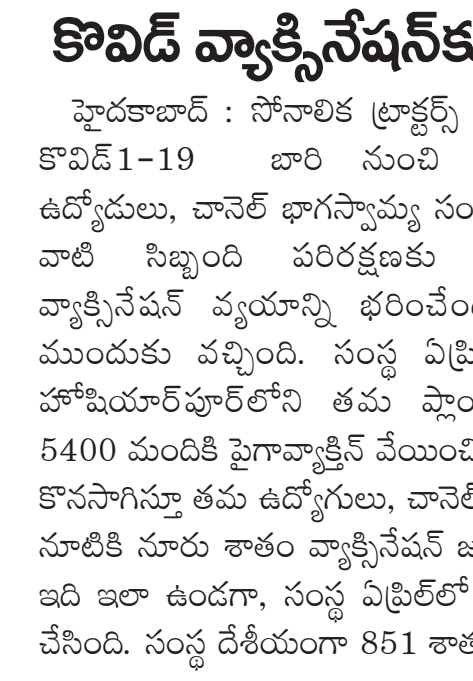 కొవిడ్ వ్యాక్సినేషన్‌కు
హైదకాబాద్ : సోనాలిక ట్రాక్టర్స్
కొవిడ్1-19 బారి నుంచి
ఉద్యోడులు, చానెల్ భాగస్వామ్య సం
వాటి సిబ్బంది పరిరక్షణకు
వ్యాక్సినేషన్ వ్యయాన్ని భరించేం
ముందుకు వచ్చింది. సంస్థ ఏప్రి
హోషియార్‌పూర్‌లోని తమ ప్లాం
5400 మందికి పైగావ్యాక్తిన్ వేయించి
కొనసాగిస్తూ తమ ఉద్యోగులు, చానెల్
నూటికి నూరు శాతం వ్యాక్సినేషన్ జ
ఇది ఇలా ఉండగా, సంస్థ ఏప్రిల్‌లో
చేసింది. సంస్థ దేశీయంగా 851 శాత